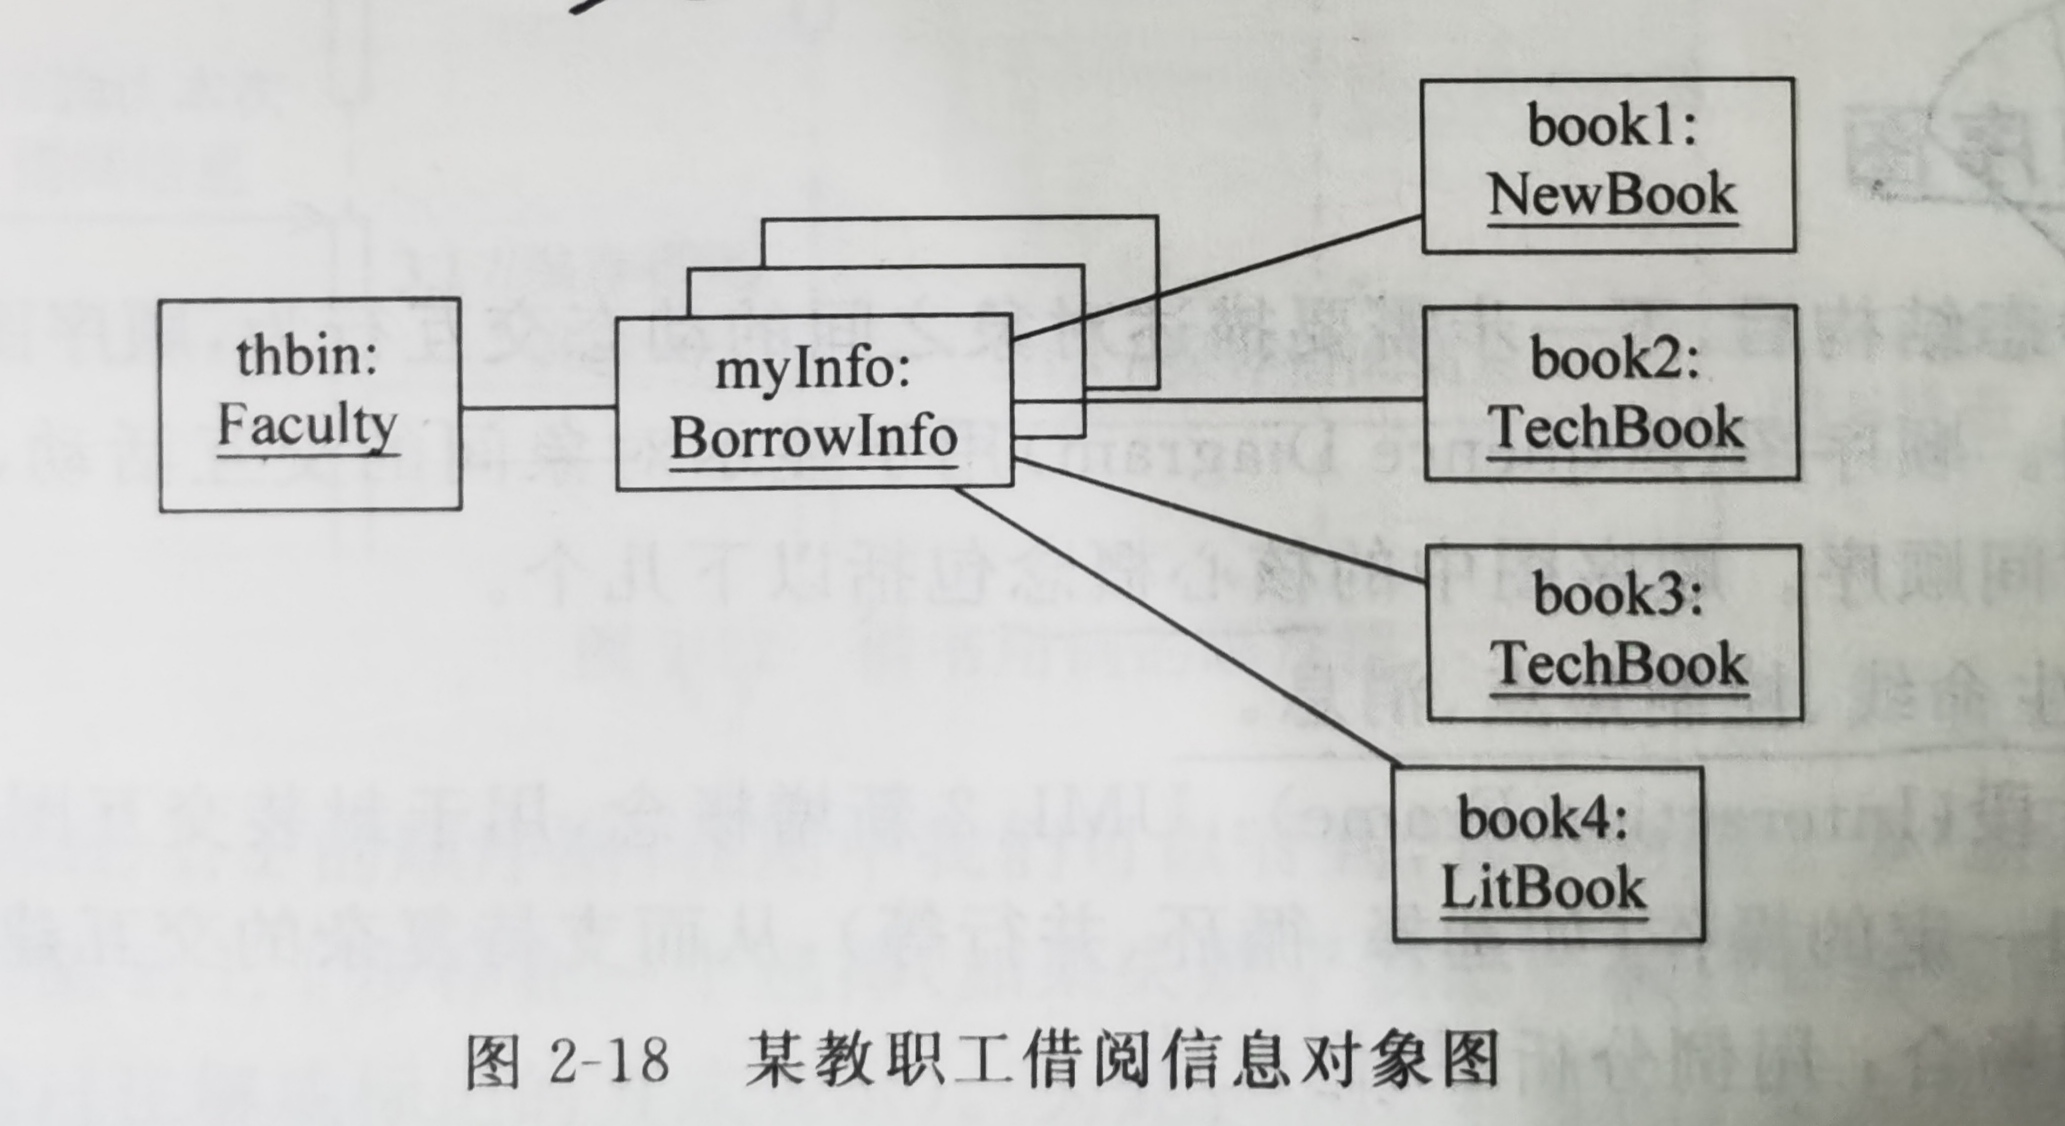 thbin:
Faculty
myInfo:
BorrowInfo
book1:
NewBook
book2:
TechBook
book3:
TechBook
book4:
LitBook
图 2-18 某教职工借阅信息对象图